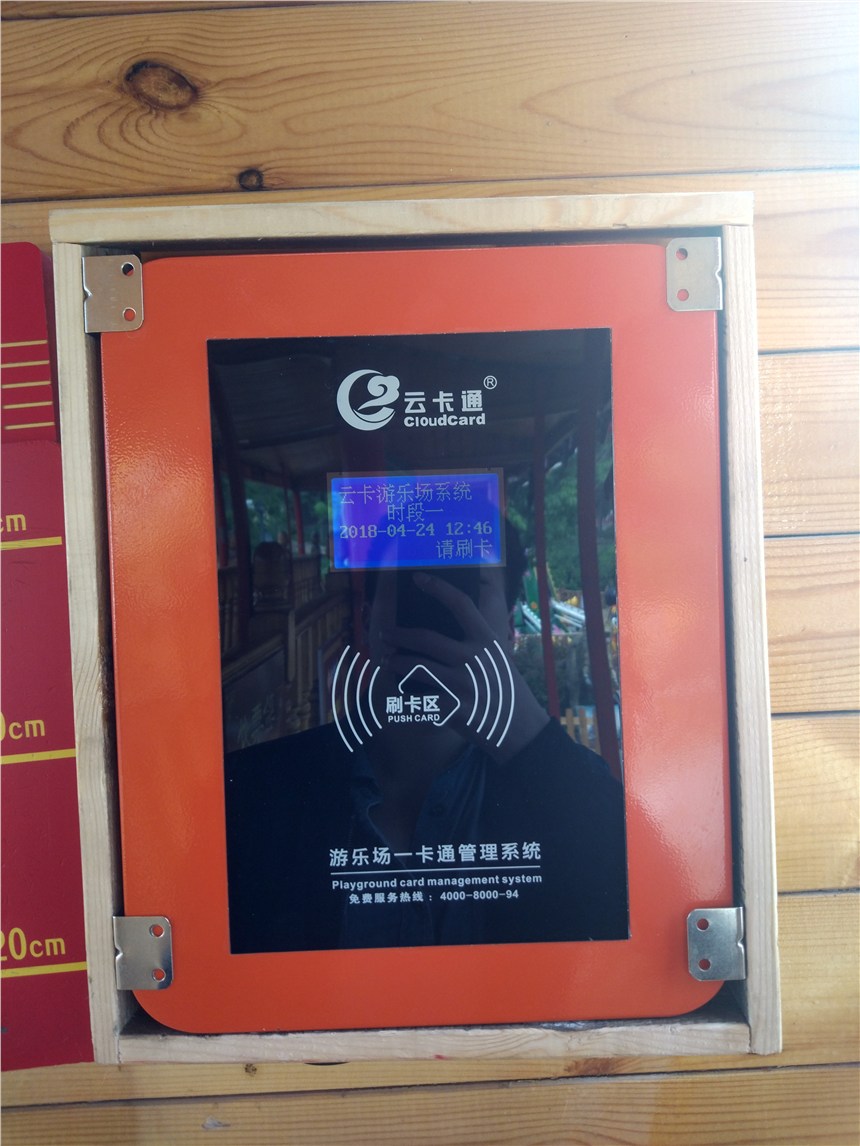 云卡通®
CloudCard
云卡游乐场系统
时段一
2018-04-24 12:46
请刷卡
刷卡区
PUSH CARD
游乐场一卡通管理系统
Playground card management system
免费服务热线：4000-8000-94
cm
0cm
20cm